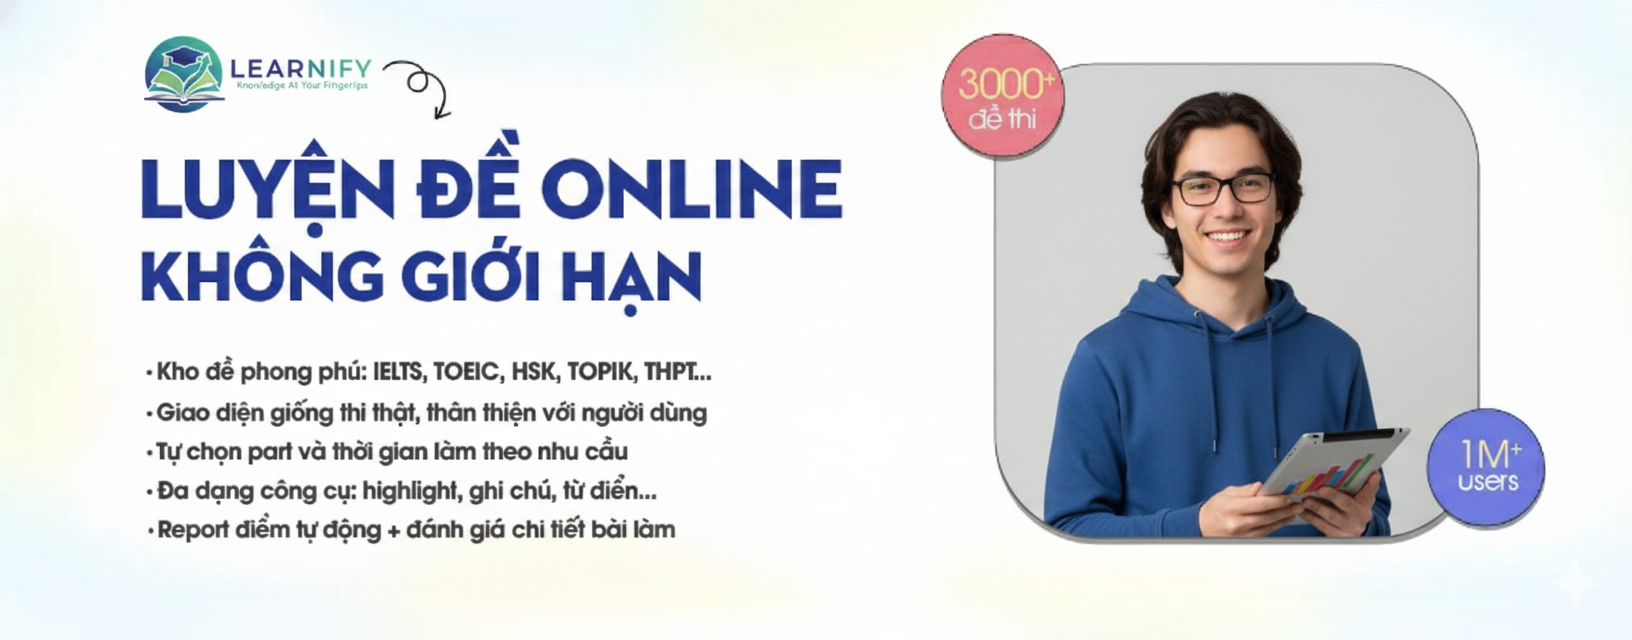 LEARNIFY
Knowledge At Your Fingertips
LUYỆN ĐỀ ONLINE
KHÔNG GIỚI HẠN
• Kho đề phong phú: IELTS, TOEIC, HSK, TOPIK, THPT...
• Giao diện giống thi thật, thân thiện với người dùng
• Tự chọn part và thời gian làm theo nhu cầu
• Đa dạng công cụ: highlight, ghi chú, từ điển...
• Report điểm tự động + đánh giá chi tiết bài làm
3000+
đề thi
1M+
users